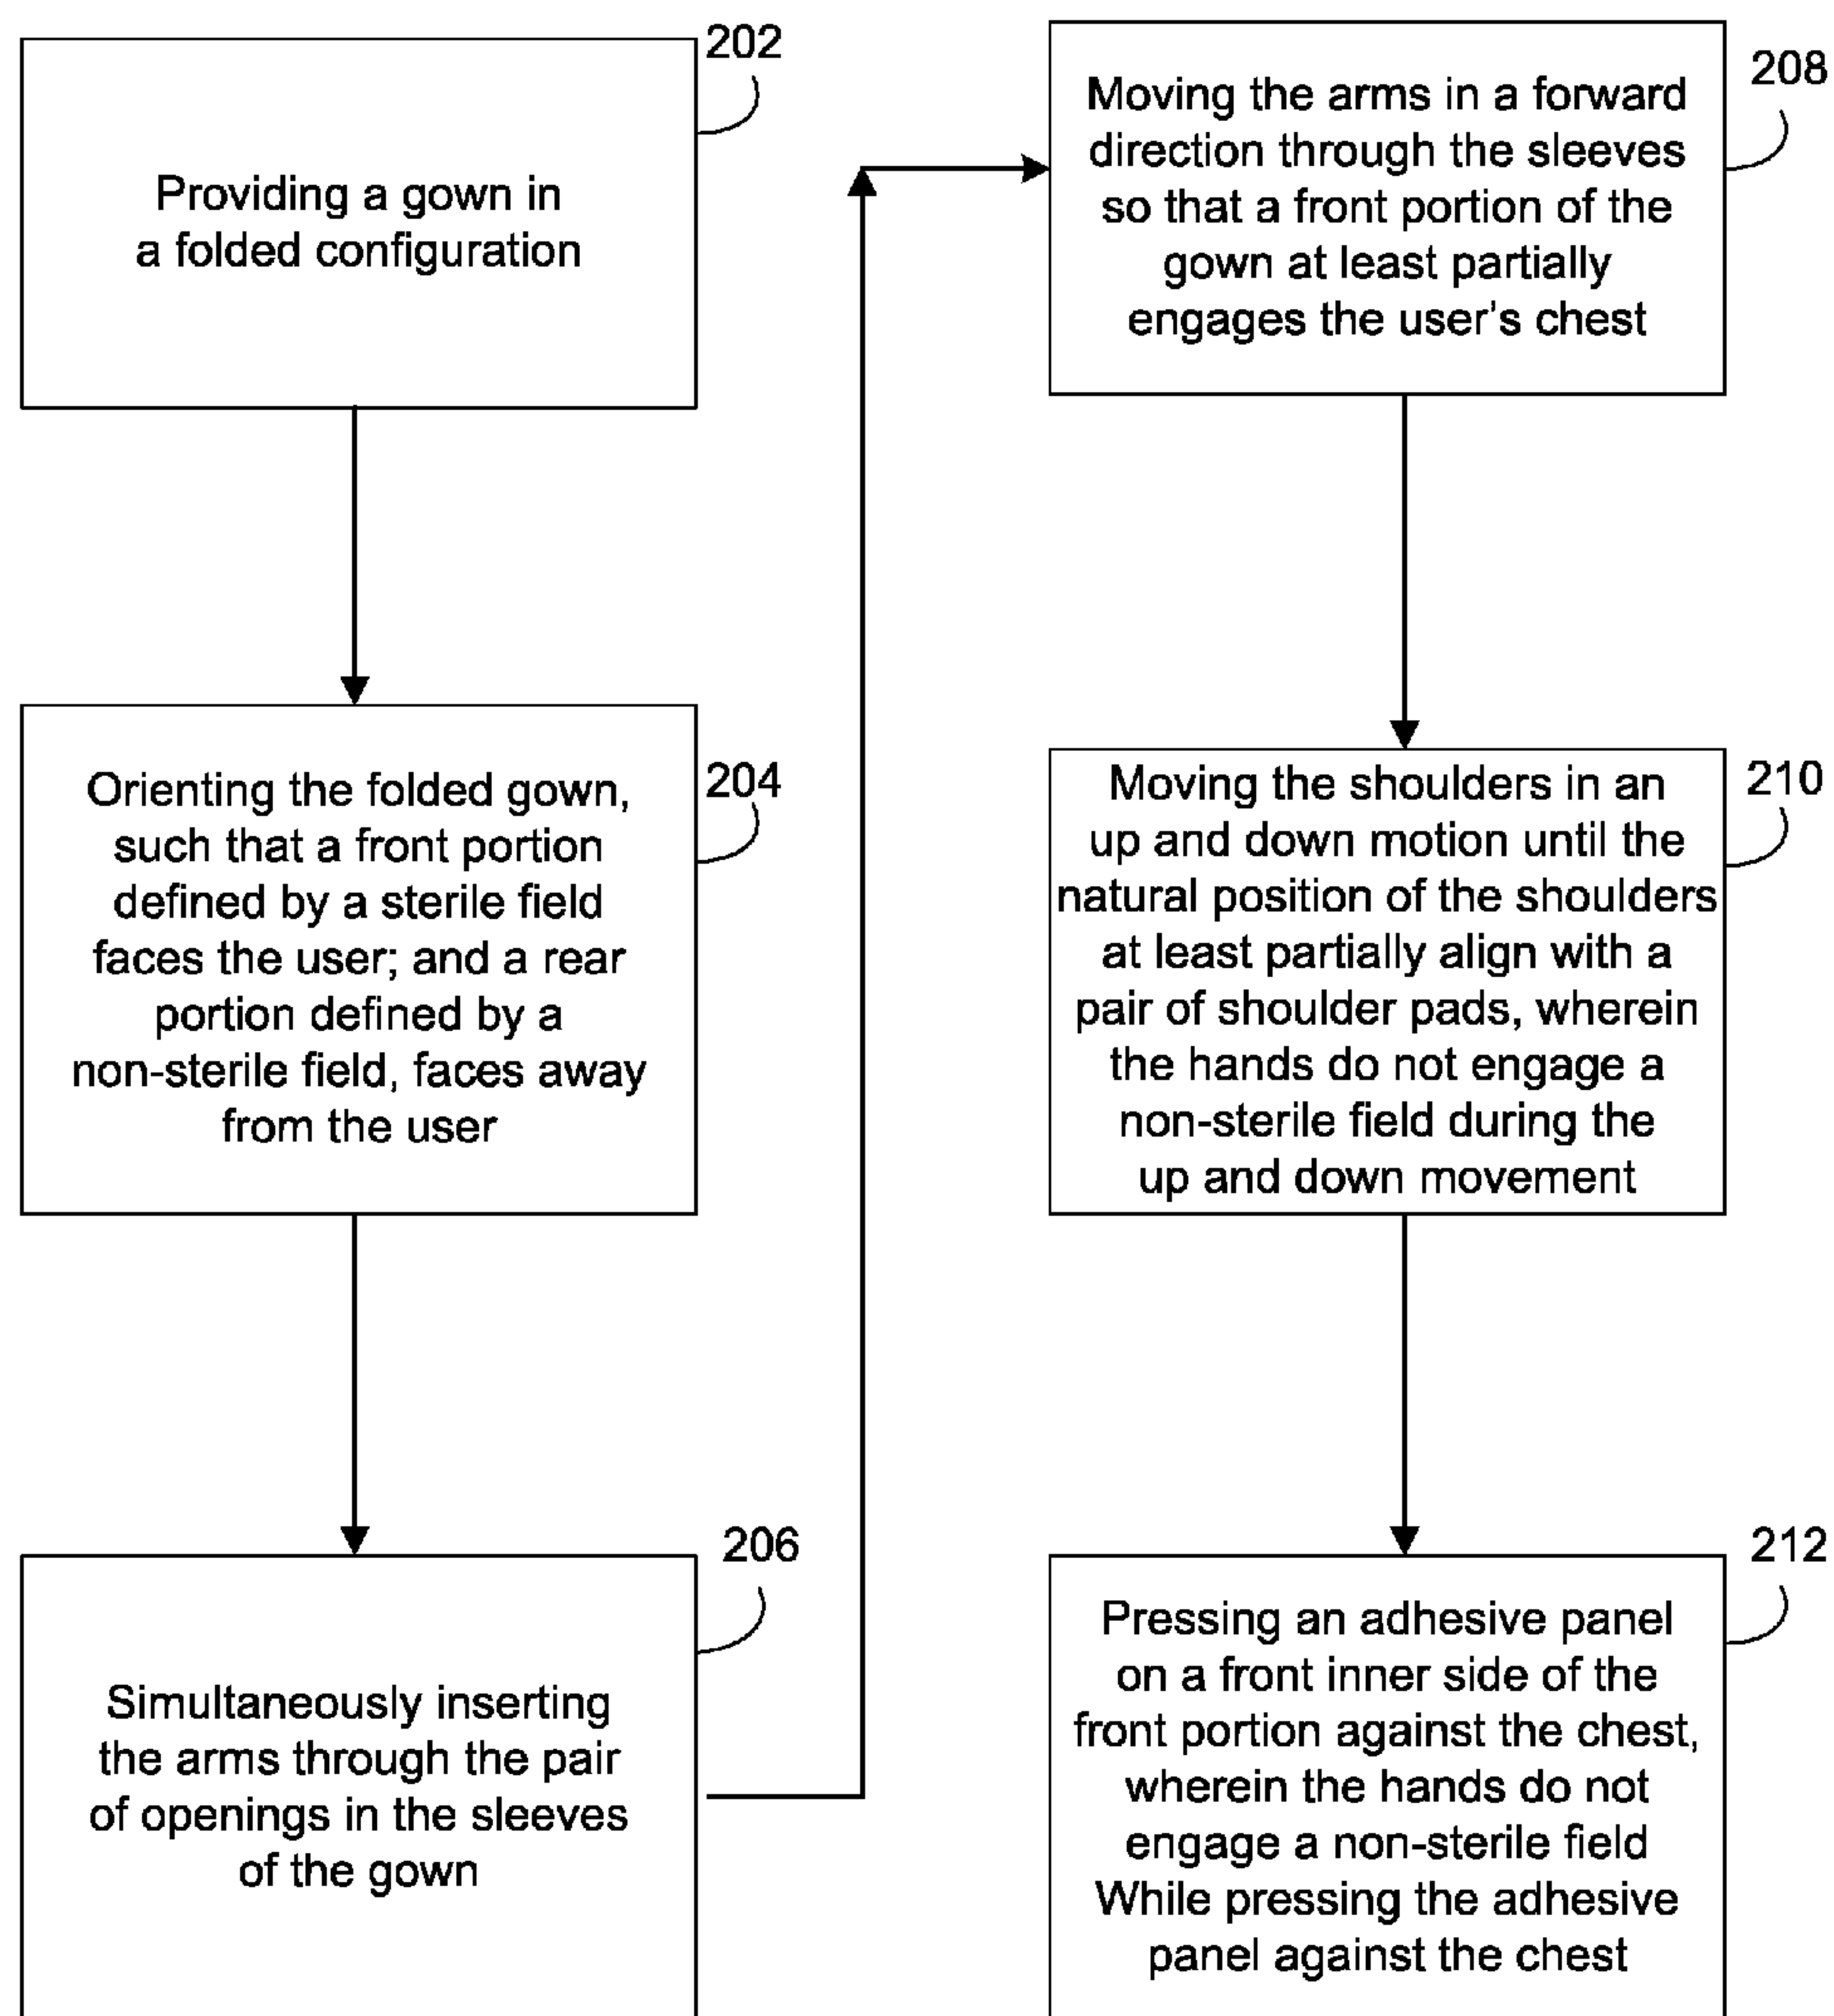 202
Providing a gown in
a folded configuration
204
Orienting the folded gown,
such that a front portion
defined by a sterile field
faces the user; and a rear
portion defined by a
non-sterile field, faces away
from the user
206
Simultaneously inserting
the arms through the pair
of openings in the sleeves
of the gown
208
Moving the arms in a forward
direction through the sleeves
so that a front portion of the
gown at least partially
engages the user's chest
210
Moving the shoulders in an
up and down motion until the
natural position of the shoulders
at least partially align with a
pair of shoulder pads, wherein
the hands do not engage a
non-sterile field during the
up and down movement
212
Pressing an adhesive panel
on a front inner side of the
front portion against the chest,
wherein the hands do not
engage a non-sterile field
While pressing the adhesive
panel against the chest